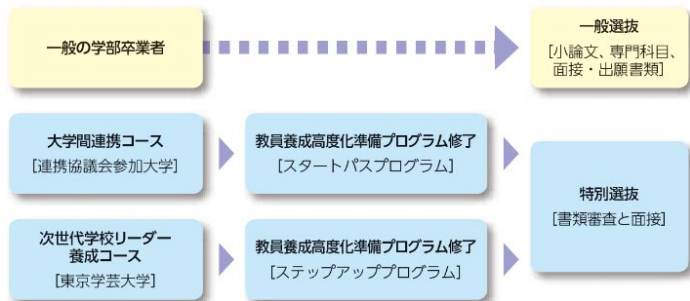 一般の学部卒業者
一般選抜
[小論文、専門科目、
面接・出願書類]
大学間連携コース
[連携協議会参加大学]
教員養成高度化準備プログラム修了
[スタートパスプログラム]
特別選抜
[書類審査と面接]
次世代学校リーダー
養成コース
[東京学芸大学]
教員養成高度化準備プログラム修了
[ステップアッププログラム]